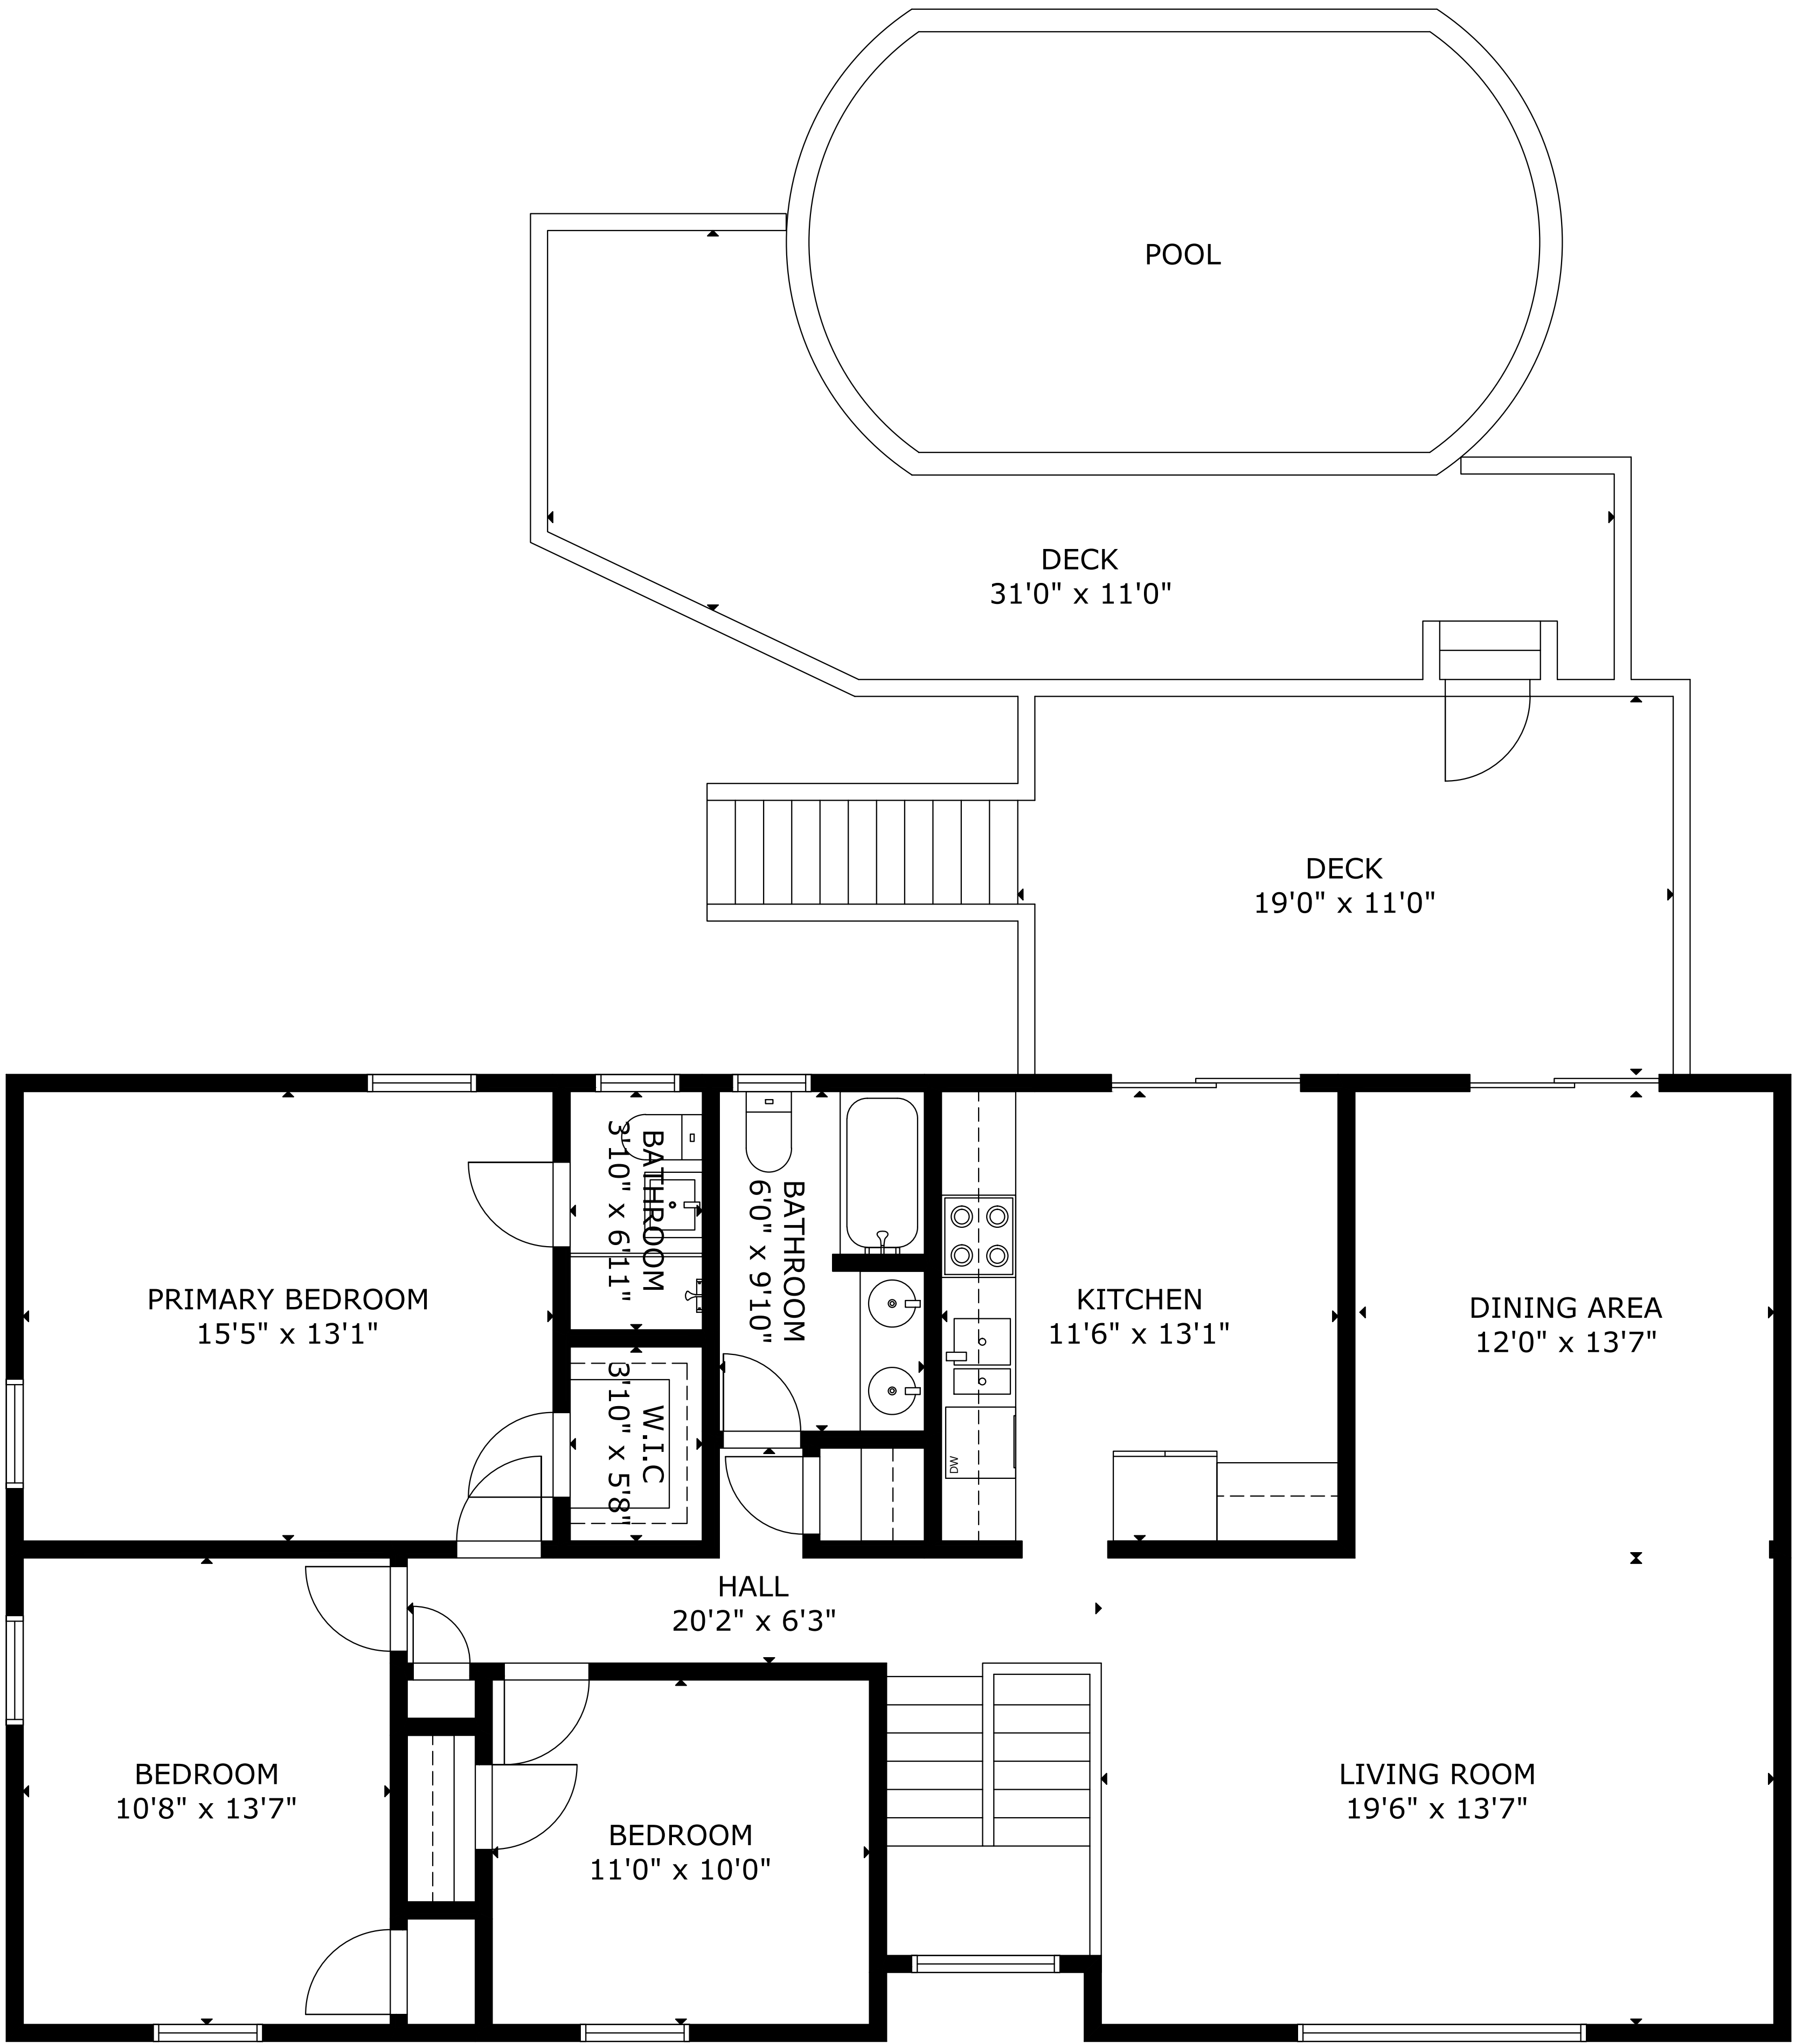 POOL
DECK
31'0" x 11'0"
DECK
19'0" x 11'0"
BATHROOM
3'10" x 6'11"
BATHROOM
6'0" x 9'10"
PRIMARY BEDROOM
15'5" x 13'1"
KITCHEN
11'6" x 13'1"
DINING AREA
12'0" x 13'7"
W.I.C
3'10" x 5'8"
DW
HALL
20'2" x 6'3"
BEDROOM
10'8" x 13'7"
BEDROOM
11'0" x 10'0"
LIVING ROOM
19'6" x 13'7"